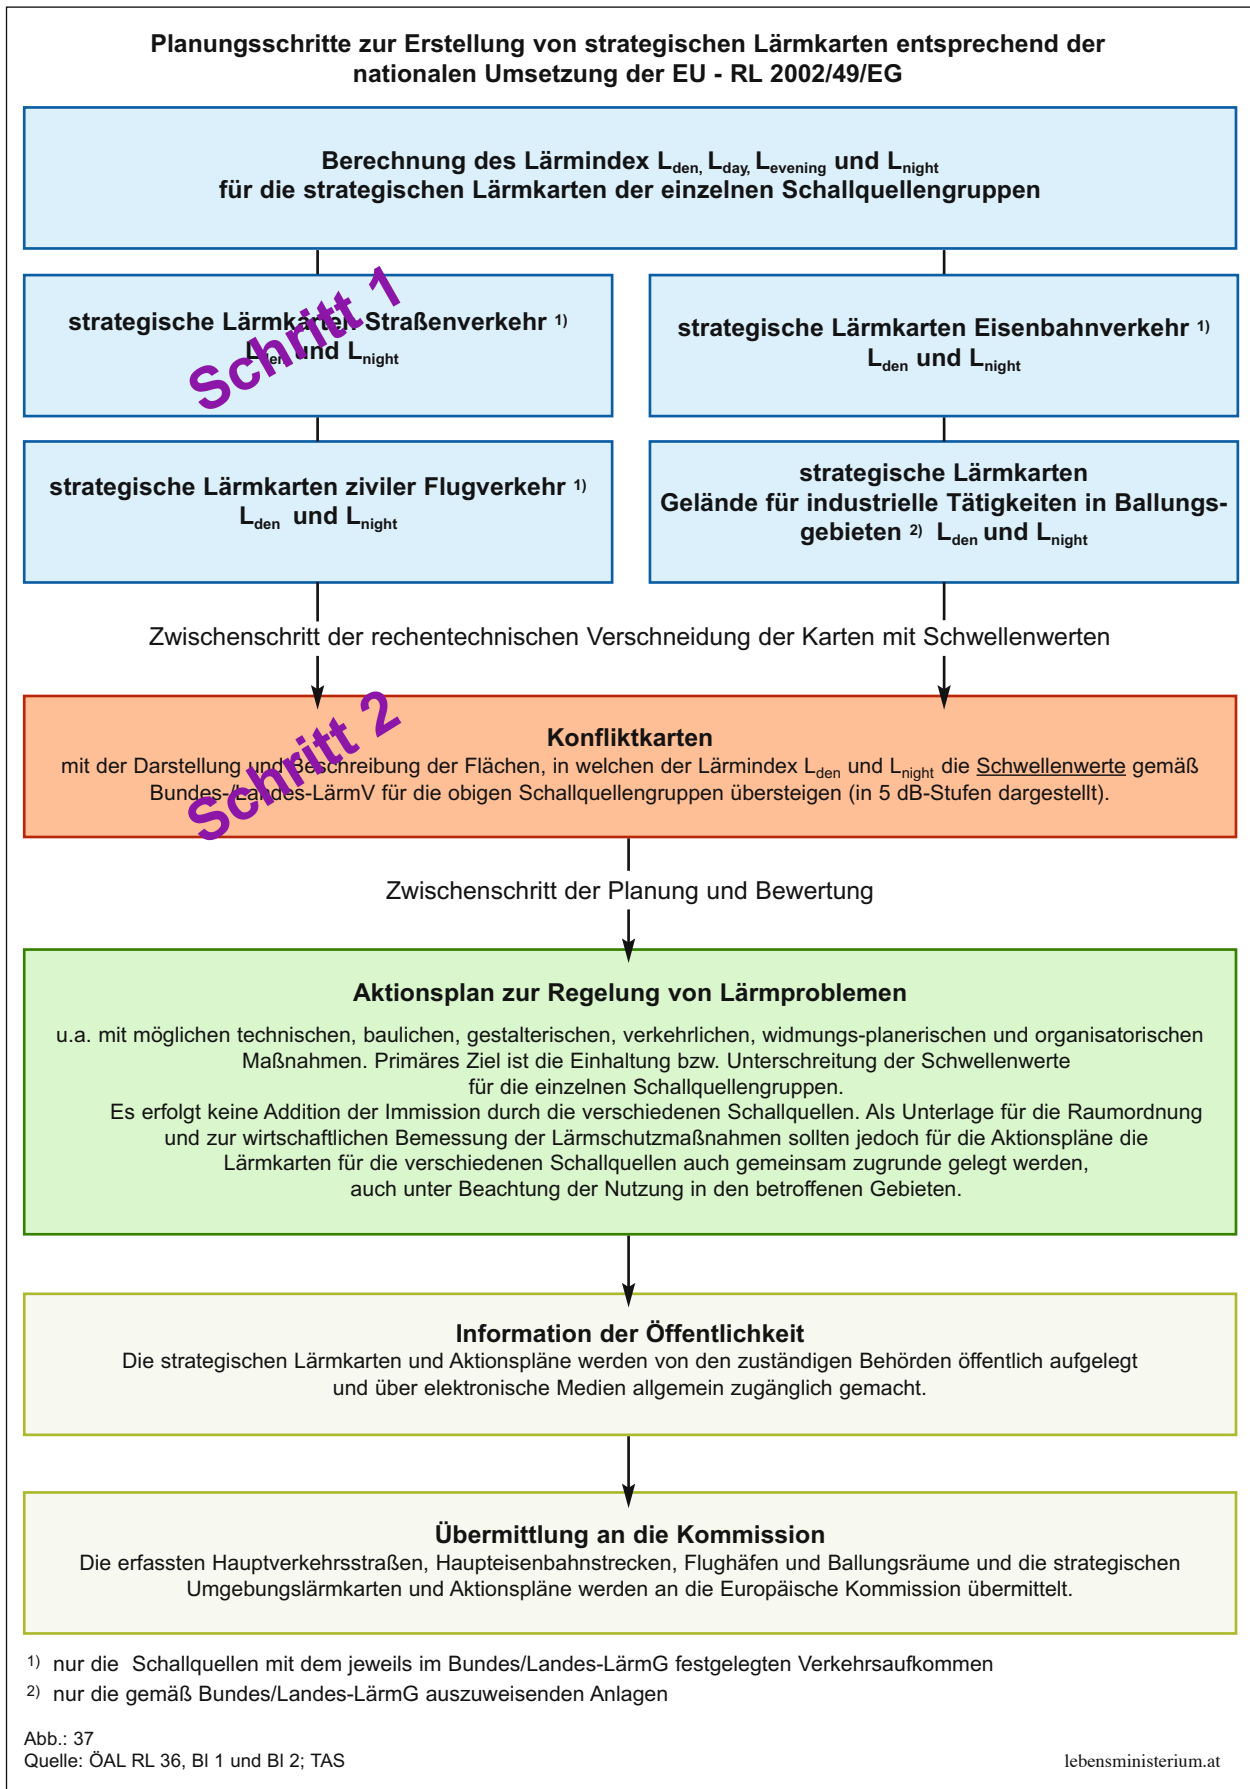 Planungsschritte zur Erstellung von strategischen Lärmkarten entsprechend der
nationalen Umsetzung der EU - RL 2002/49/EG
Berechnung des Lärmindex Lden, Lday, Levening und Lnight
für die strategischen Lärmkarten der einzelnen Schallquellengruppen
Schritt 1
strategische Lärmkarten Straßenverkehr 1)
Lden und Lnight
strategische Lärmkarten Eisenbahnverkehr 1)
Lden und Lnight
strategische Lärmkarten ziviler Flugverkehr 1)
Lden und Lnight
strategische Lärmkarten
Gelände für industrielle Tätigkeiten in Ballungs-
gebieten 2) Lden und Lnight
Zwischenschritt der rechentechnischen Verschneidung der Karten mit Schwellenwerten
Schritt 2
Konfliktkarten
mit der Darstellung und Beschreibung der Flächen, in welchen der Lärmindex Lden und Lnight die Schwellenwerte gemäß
Bundes-/Landes-LärmV für die obigen Schallquellengruppen übersteigen (in 5 dB-Stufen dargestellt).
Zwischenschritt der Planung und Bewertung
Aktionsplan zur Regelung von Lärmproblemen
u.a. mit möglichen technischen, baulichen, gestalterischen, verkehrlichen, widmungs-planerischen und organisatorischen
Maßnahmen. Primäres Ziel ist die Einhaltung bzw. Unterschreitung der Schwellenwerte
für die einzelnen Schallquellengruppen.
Es erfolgt keine Addition der Immission durch die verschiedenen Schallquellen. Als Unterlage für die Raumordnung
und zur wirtschaftlichen Bemessung der Lärmschutzmaßnahmen sollten jedoch für die Aktionspläne die
Lärmkarten für die verschiedenen Schallquellen auch gemeinsam zugrunde gelegt werden,
auch unter Beachtung der Nutzung in den betroffenen Gebieten.
Information der Öffentlichkeit
Die strategischen Lärmkarten und Aktionspläne werden von den zuständigen Behörden öffentlich aufgelegt
und über elektronische Medien allgemein zugänglich gemacht.
Übermittlung an die Kommission
Die erfassten Hauptverkehrsstraßen, Haupteisenbahnstrecken, Flughäfen und Ballungsräume und die strategischen
Umgebungslärmkarten und Aktionspläne werden an die Europäische Kommission übermittelt.
1) nur die Schallquellen mit dem jeweils im Bundes/Landes-LärmG festgelegten Verkehrsaufkommen
2) nur die gemäß Bundes/Landes-LärmG auszuweisenden Anlagen
Abb.: 37
Quelle: ÖAL RL 36, BI 1 und BI 2; TAS
lebensministerium.at